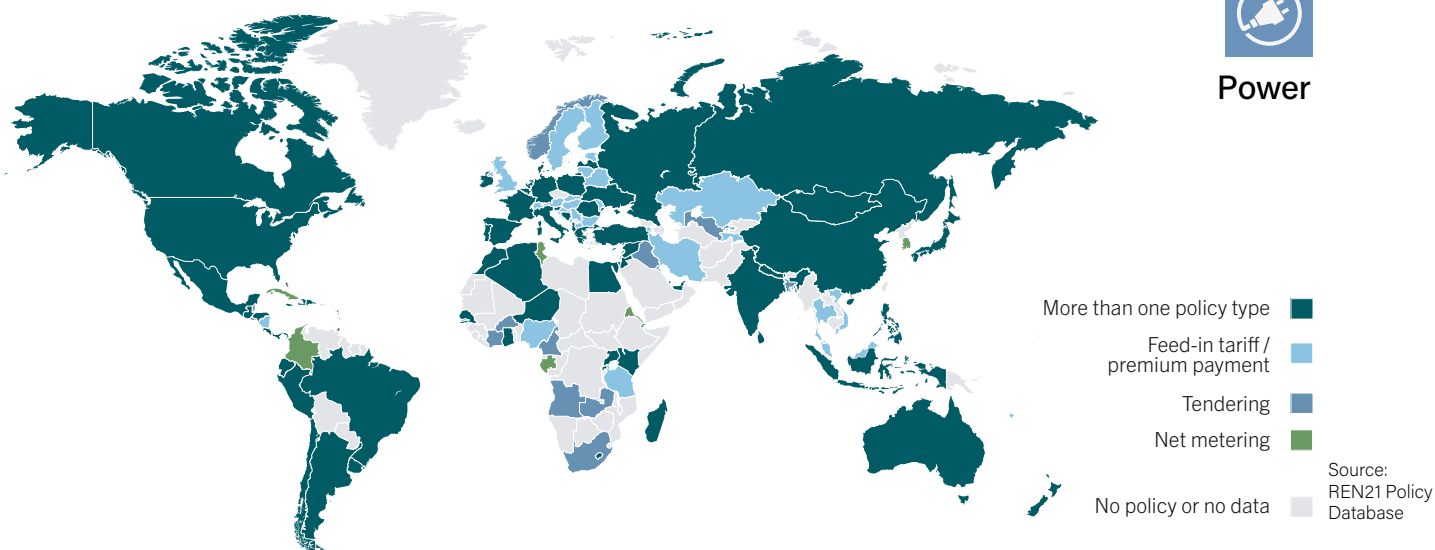 Power
More than one policy type
Feed-in tariff /
premium payment
Tendering
Net metering
No policy or no data
Source:
REN21 Policy
Database